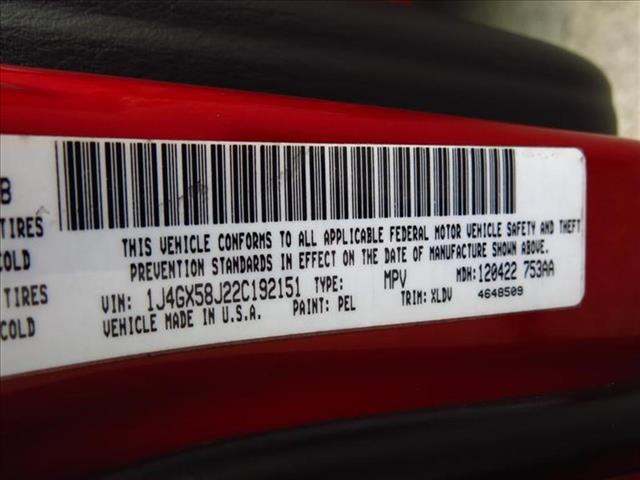 B
TIRES
COLD
TIRES
COLD
THIS VEHICLE CONFORMS TO ALL APPLICABLE FEDERAL MOTOR VEHICLE SAFETY AND THEFT
PREVENTION STANDARDS IN EFFECT ON THE DATE OF MANUFACTURE SHOWN ABOVE.
VIN: 1J4GX58J22C192151 TYPE: MPV MDH: 120422 753AA
VEHICLE MADE IN U.S.A. PAINT: PEL TRIM: XLDV 4648509